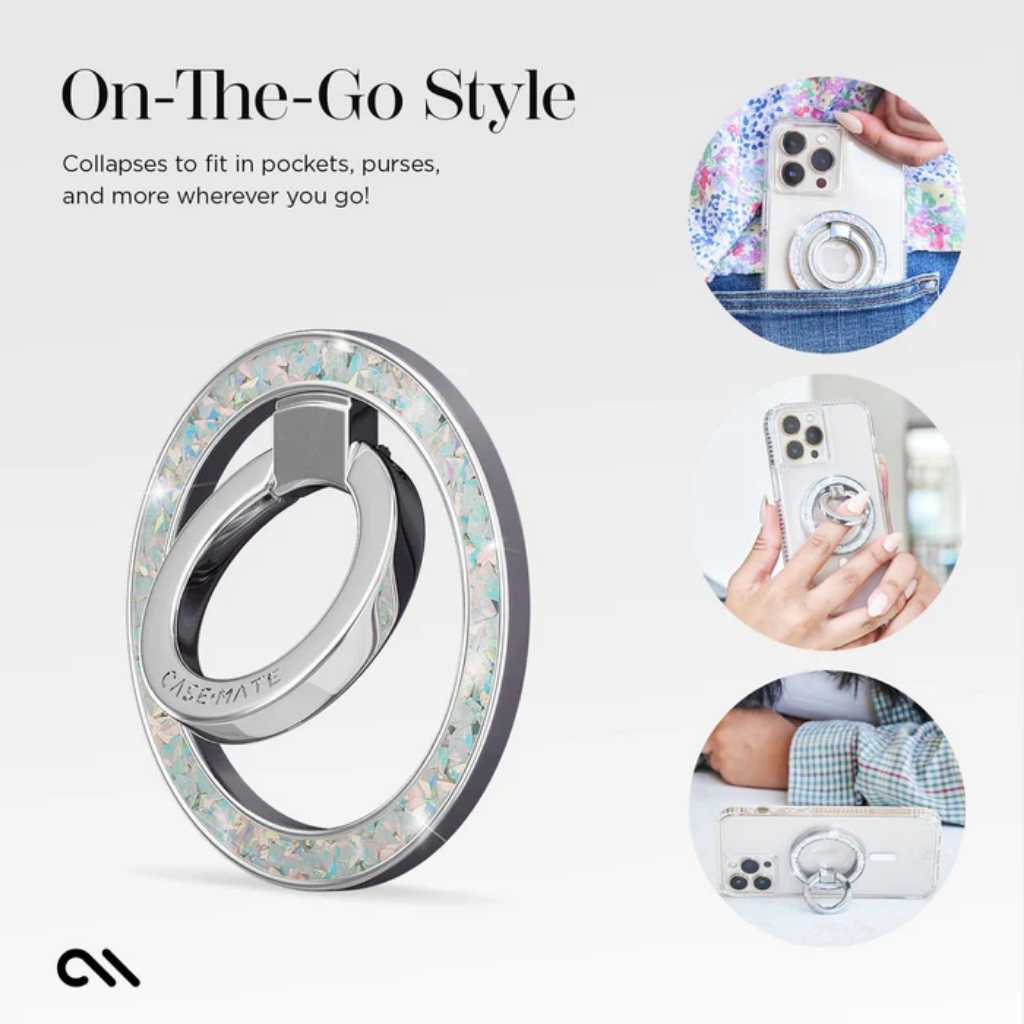 On-The-Go Style
Collapses to fit in pockets, purses,
and more wherever you go!
CASE·MATE